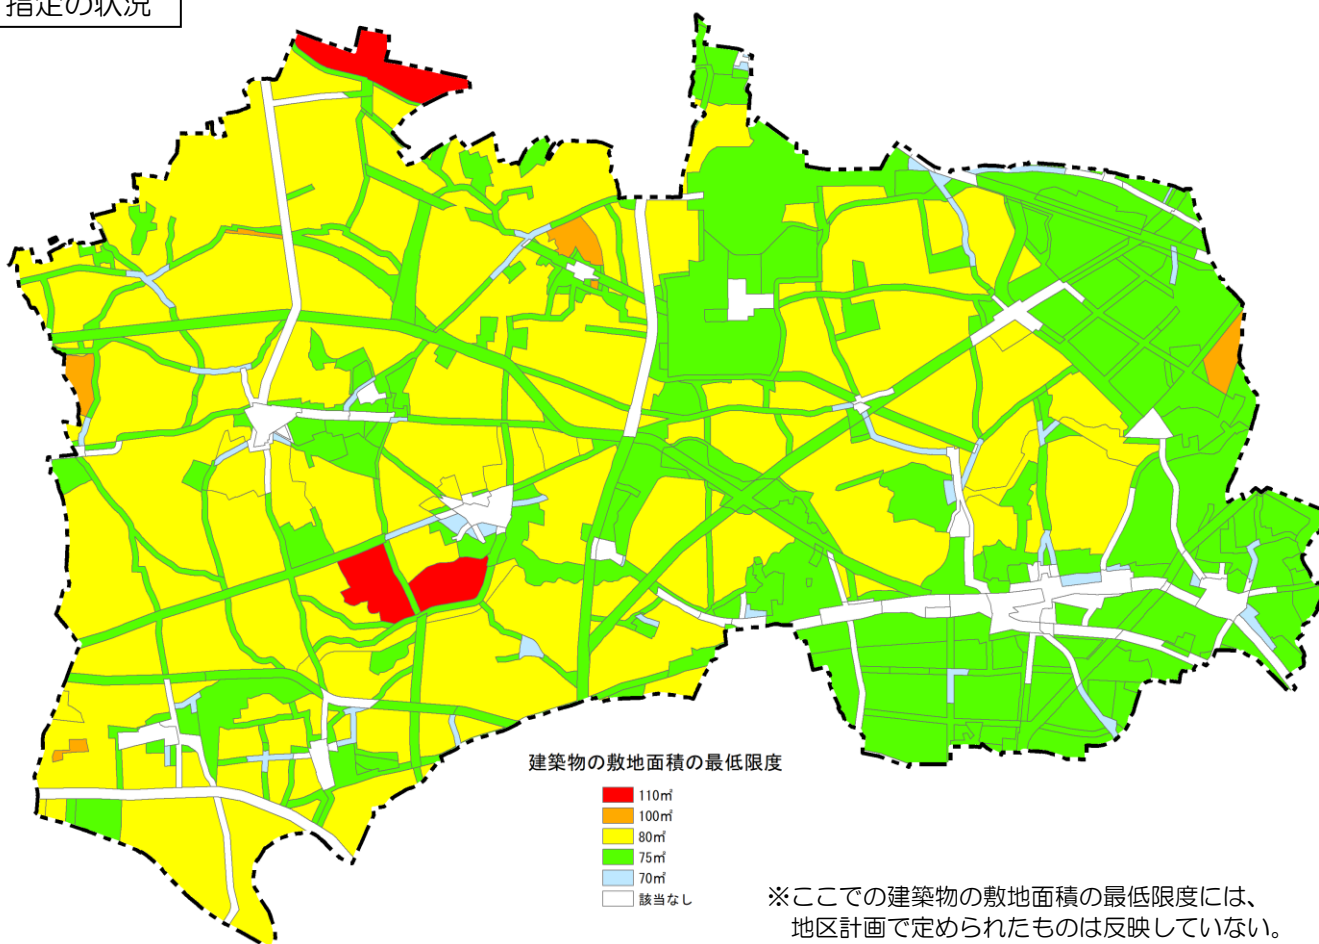 指定の状況
建築物の敷地面積の最低限度
110㎡
100㎡
80㎡
75㎡
70㎡
該当なし
※ここでの建築物の敷地面積の最低限度には、
地区計画で定められたものは反映していない。